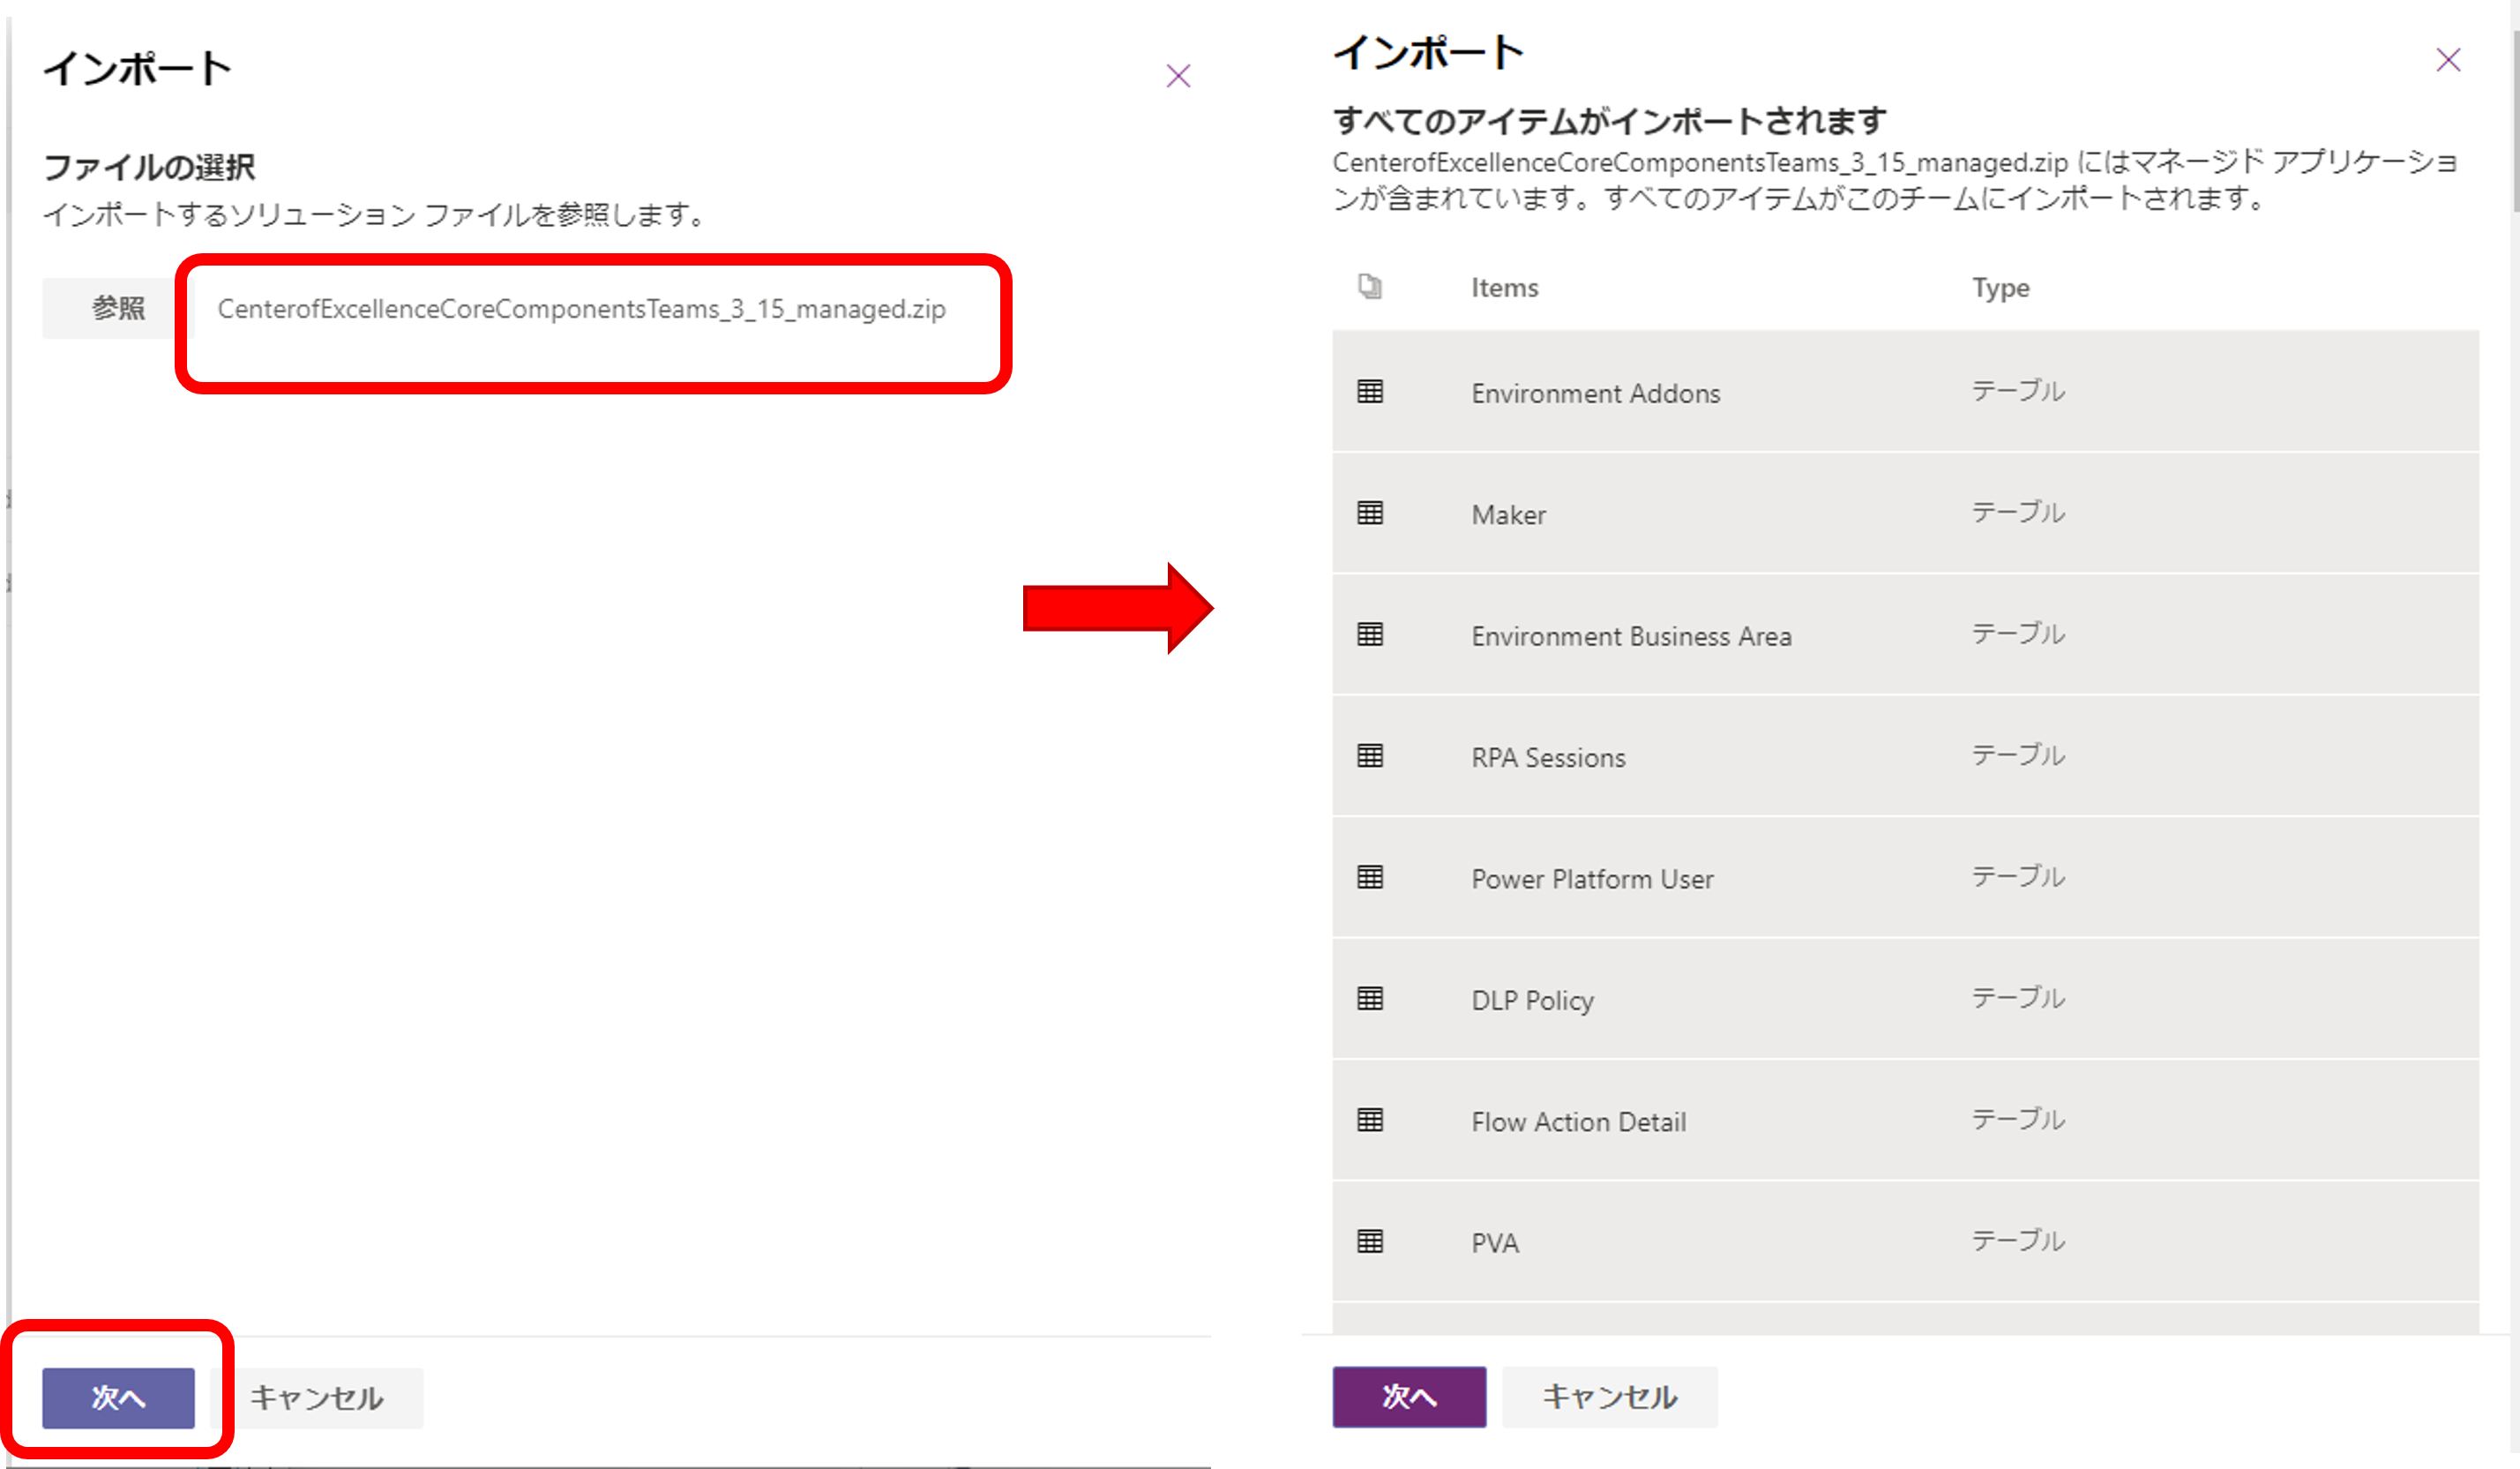 インポート
ファイルの選択
インポートするソリューション ファイルを参照します。
参照
CenterofExcellenceCoreComponentsTeams_3_15_managed.zip
次へ
キャンセル
インポート
すべてのアイテムがインポートされます
CenterofExcellenceCoreComponentsTeams_3_15_managed.zip にはマネージド アプリケーショ
ンが含まれています。すべてのアイテムがこのチームにインポートされます。
Items Type
Environment Addons テーブル
Maker テーブル
Environment Business Area テーブル
RPA Sessions テーブル
Power Platform User テーブル
DLP Policy テーブル
Flow Action Detail テーブル
PVA テーブル
次へ
キャンセル